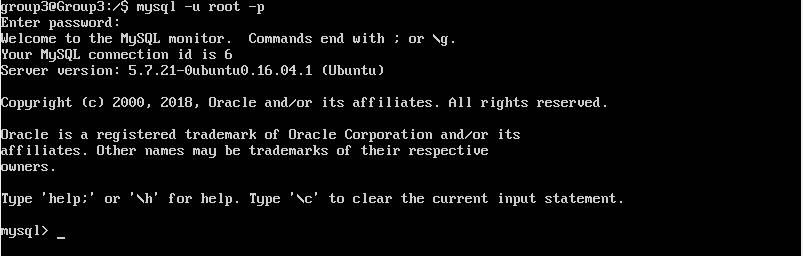 group3@Group3:/$ mysql -u root -p
Enter password:
Welcome to the MySQL monitor.  Commands end with ; or \g.
Your MySQL connection id is 6
Server version: 5.7.21-0ubuntu0.16.04.1 (Ubuntu)
Copyright (c) 2000, 2018, Oracle and/or its affiliates. All rights reserved.
Oracle is a registered trademark of Oracle Corporation and/or its
affiliates. Other names may be trademarks of their respective
owners.
Type 'help;' or '\h' for help. Type '\c' to clear the current input statement.
mysql> _